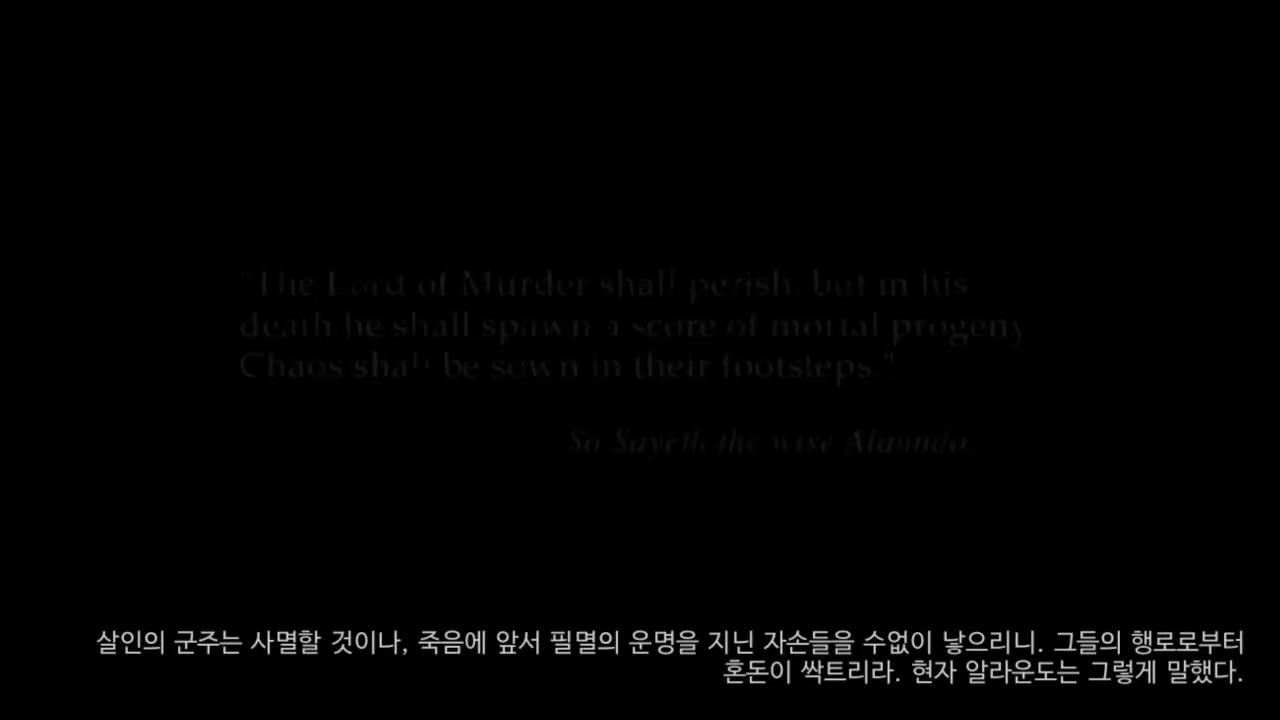 "The Lord of Murder shall perish, but in his
death he shall spawn a score of mortal progeny
Chaos shall be sown in their footsteps."
So Sayeth the wise Alaundo.
살인의 군주는 사멸할 것이나, 죽음에 앞서 필멸의 운명을 지닌 자손들을 수없이 낳으리니. 그들의 행로로부터
혼돈이 싹트리라. 현자 알라운도는 그렇게 말했다.